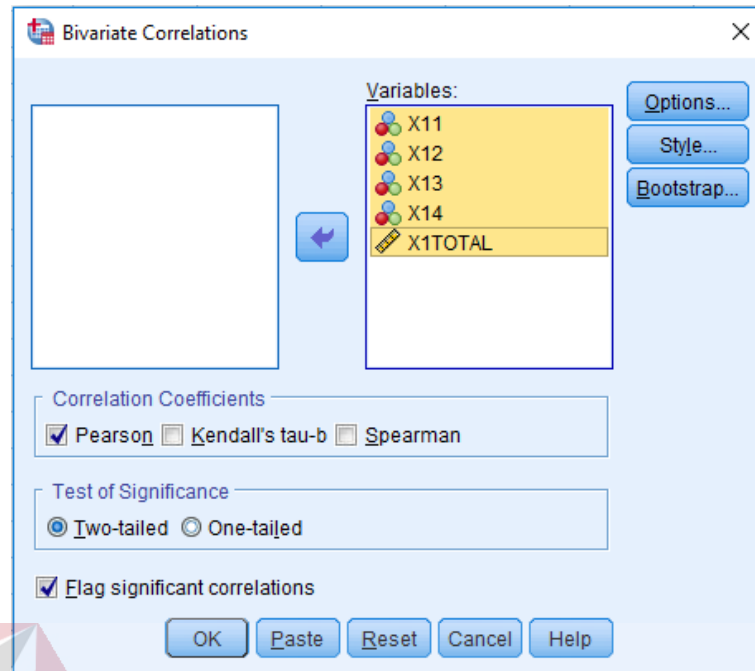 Bivariate Correlations
Variables:
X11
X12
X13
X14
X1TOTAL
Options...
Style...
Bootstrap...
Correlation Coefficients
Pearson Kendall's tau-b Spearman
Test of Significance
Two-tailed One-tailed
Flag significant correlations
OK Paste Reset Cancel Help